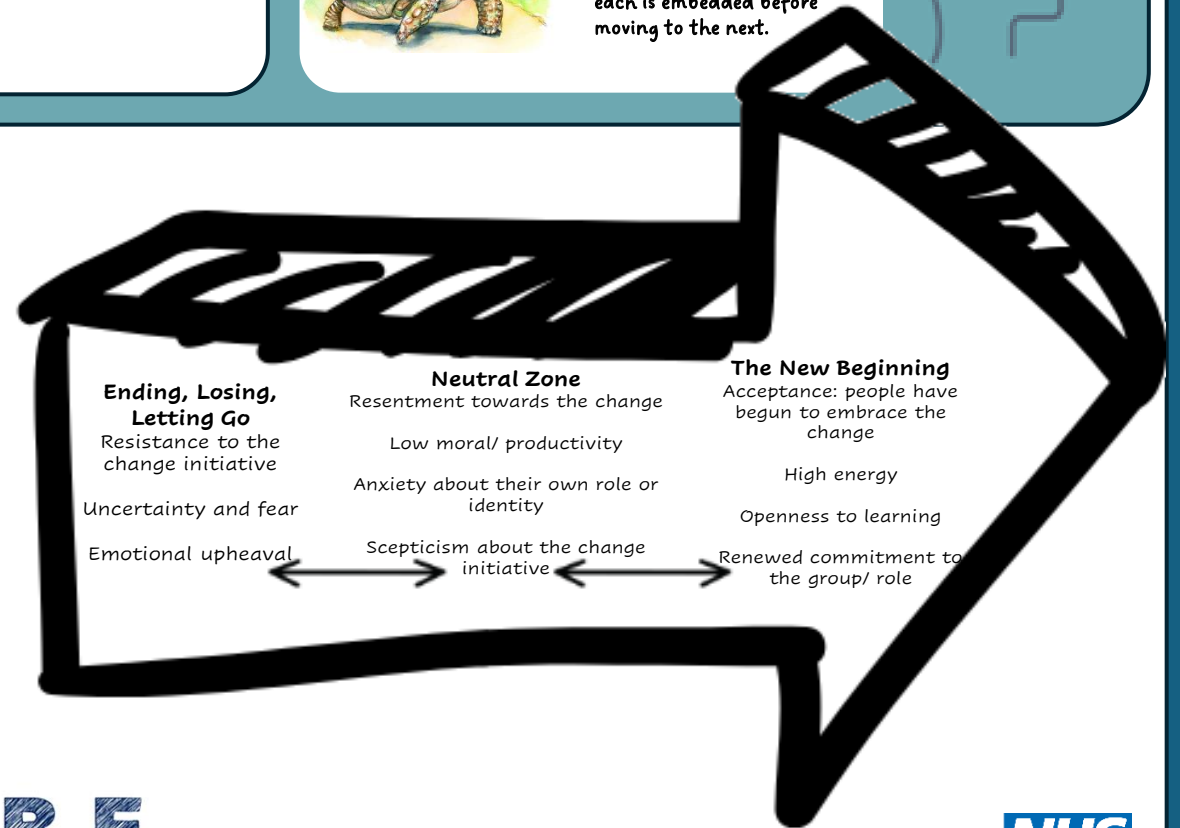 each is embedded before
moving to the next.
Ending, Losing,
Letting Go
Resistance to the
change initiative
Uncertainty and fear
Emotional upheaval
Neutral Zone
Resentment towards the change
Low moral/ productivity
Anxiety about their own role or
identity
Scepticism about the change
initiative
The New Beginning
Acceptance: people have
begun to embrace the
change
High energy
Openness to learning
Renewed commitment to
the group/ role
NHS